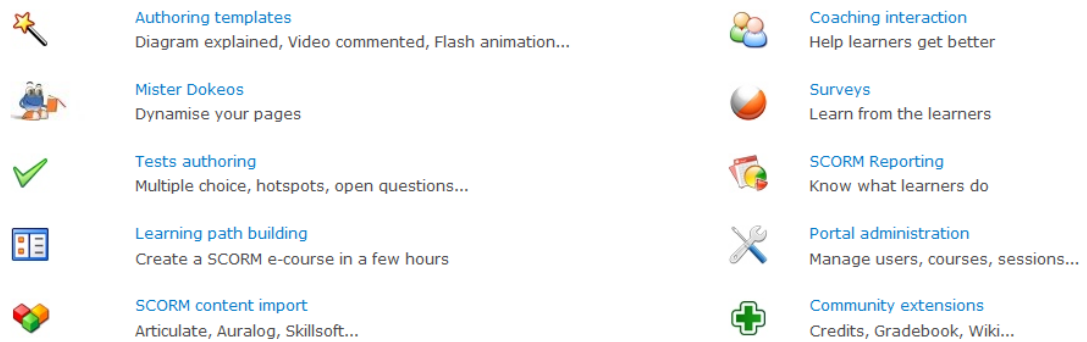 Authoring templates
Diagram explained, Video commented, Flash animation...
Mister Dokeos
Dynamise your pages
Tests authoring
Multiple choice, hotspots, open questions...
Learning path building
Create a SCORM e-course in a few hours
SCORM content import
Articulate, Auralog, Skillsoft...
Coaching interaction
Help learners get better
Surveys
Learn from the learners
SCORM Reporting
Know what learners do
Portal administration
Manage users, courses, sessions...
Community extensions
Credits, Gradebook, Wiki...